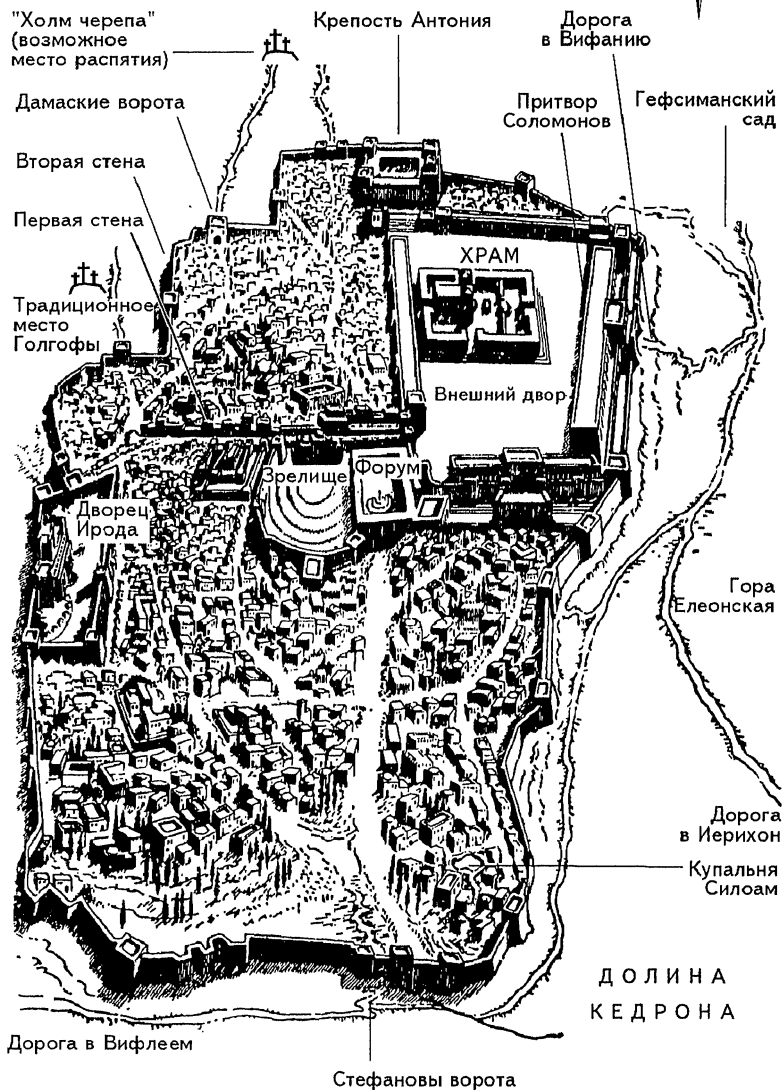 "Холм черепа"
(возможное
место распятия)
Крепость Антония
Дорога
в Вифанию
Дамаские ворота
Притвор
Соломонов
Гефсиманский
сад
Вторая стена
Первая стена
ХРАМ
Традиционное
место
Голгофы
Внешний двор
Зрелище
Форум
Дворец
Ирода
Гора
Елеонская
Дорога
в Иерихон
Купальня
Силоам
ДОЛИНА
КЕДРОНА
Дорога в Вифлеем
Стефановы ворота